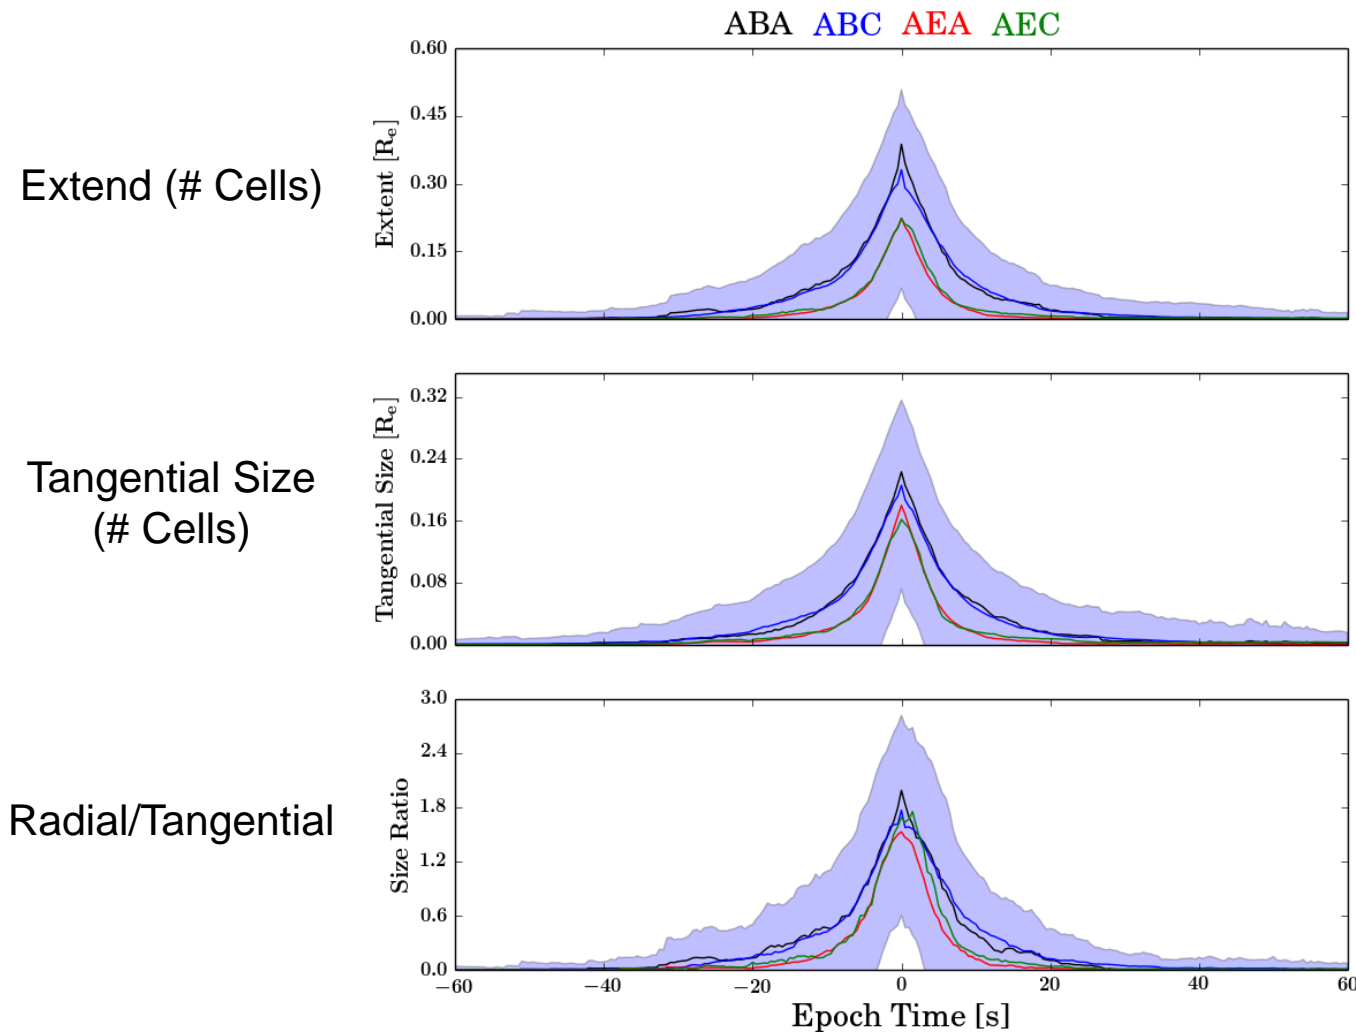 ABA ABC AEA AEC
Extend (# Cells)
Extent [Re]
0.60
0.45
0.30
0.15
0.00
Tangential Size
(# Cells)
Tangential Size [Re]
0.32
0.24
0.16
0.08
0.00
Radial/Tangential
Size Ratio
3.0
2.4
1.8
1.2
0.6
0.0
−60 −40 −20 0 20 40 60
Epoch Time [s]